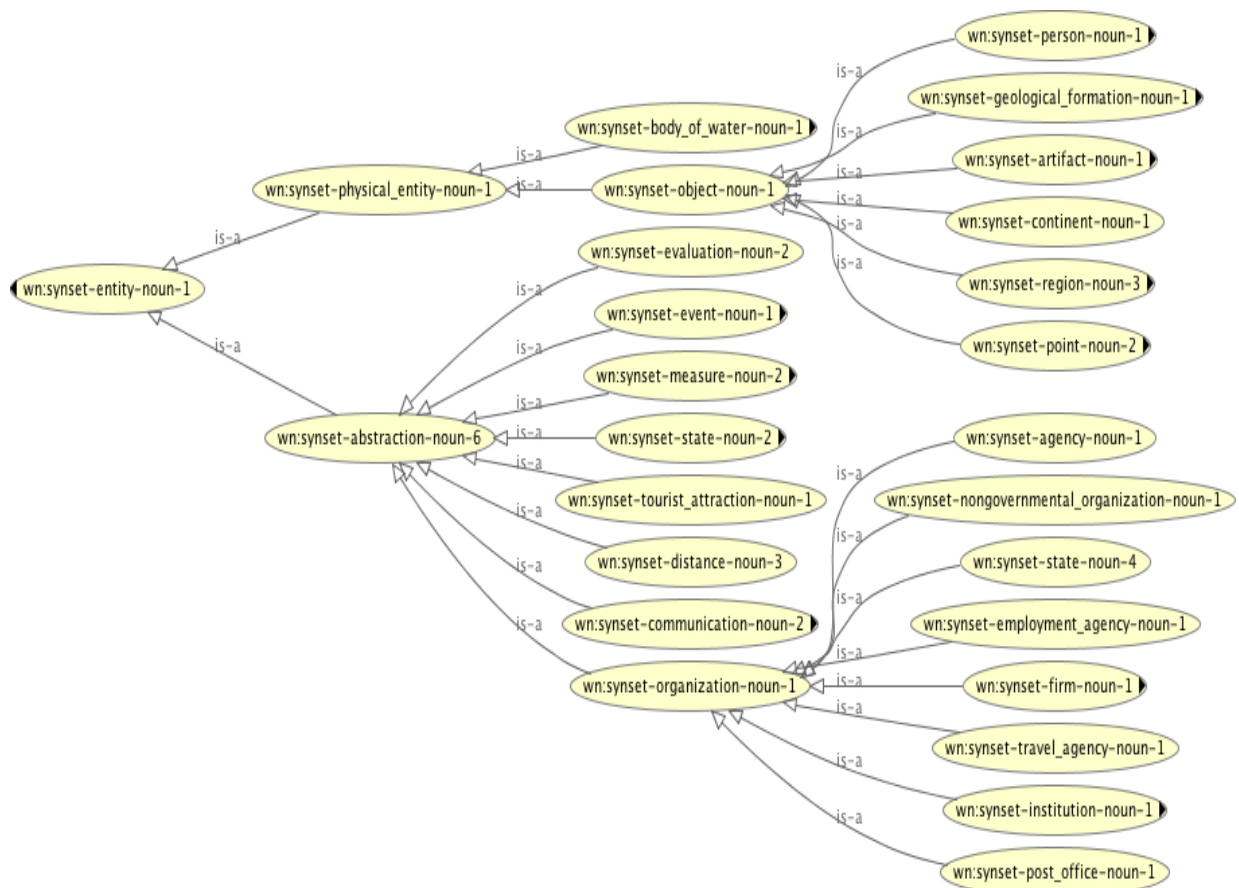 wn:synset-person-noun-1
is-a
wn:synset-geological_formation-noun-1
wn:synset-body_of_water-noun-1
is-a
is-a
wn:synset-artifact-noun-1
is-a
wn:synset-physical_entity-noun-1
is-a
wn:synset-object-noun-1
is-a
wn:synset-continent-noun-1
is-a
is-a
wn:synset-evaluation-noun-2
is-a
is-a
wn:synset-region-noun-3
wn:synset-entity-noun-1
is-a
wn:synset-event-noun-1
is-a
is-a
wn:synset-point-noun-2
wn:synset-measure-noun-2
is-a
wn:synset-abstraction-noun-6
is-a
wn:synset-state-noun-2
wn:synset-agency-noun-1
is-a
is-a
wn:synset-tourist_attraction-noun-1
wn:synset-nongovernmental_organization-noun-1
is-a
is-a
wn:synset-distance-noun-3
wn:synset-state-noun-4
is-a
is-a
wn:synset-communication-noun-2
wn:synset-employment_agency-noun-1
is-a
is-a
wn:synset-organization-noun-1
is-a
wn:synset-firm-noun-1
is-a
wn:synset-travel_agency-noun-1
is-a
wn:synset-institution-noun-1
is-a
wn:synset-post_office-noun-1